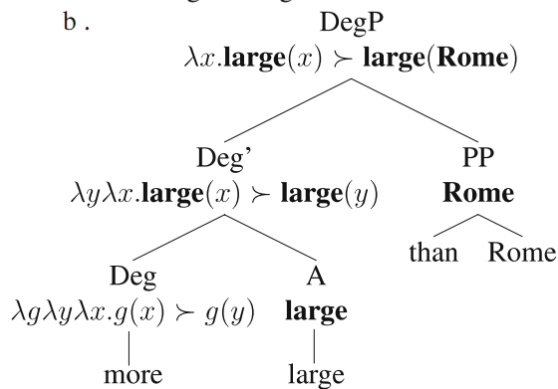 b .
DegP
λx.large(x) ≻ large(Rome)
Deg’ PP
λyλx.large(x) ≻ large(y) Rome
than Rome
Deg A
λgλyλx.g(x) ≻ g(y) large
more large